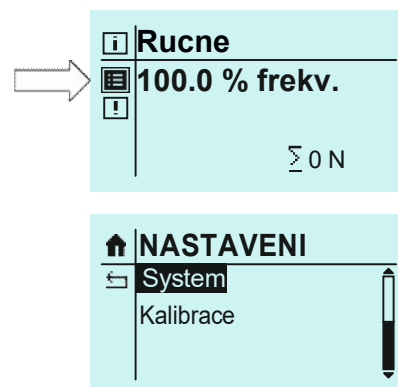 Rucne
100.0 % frekv.
Σ 0 N
NASTAVENI
System
Kalibrace